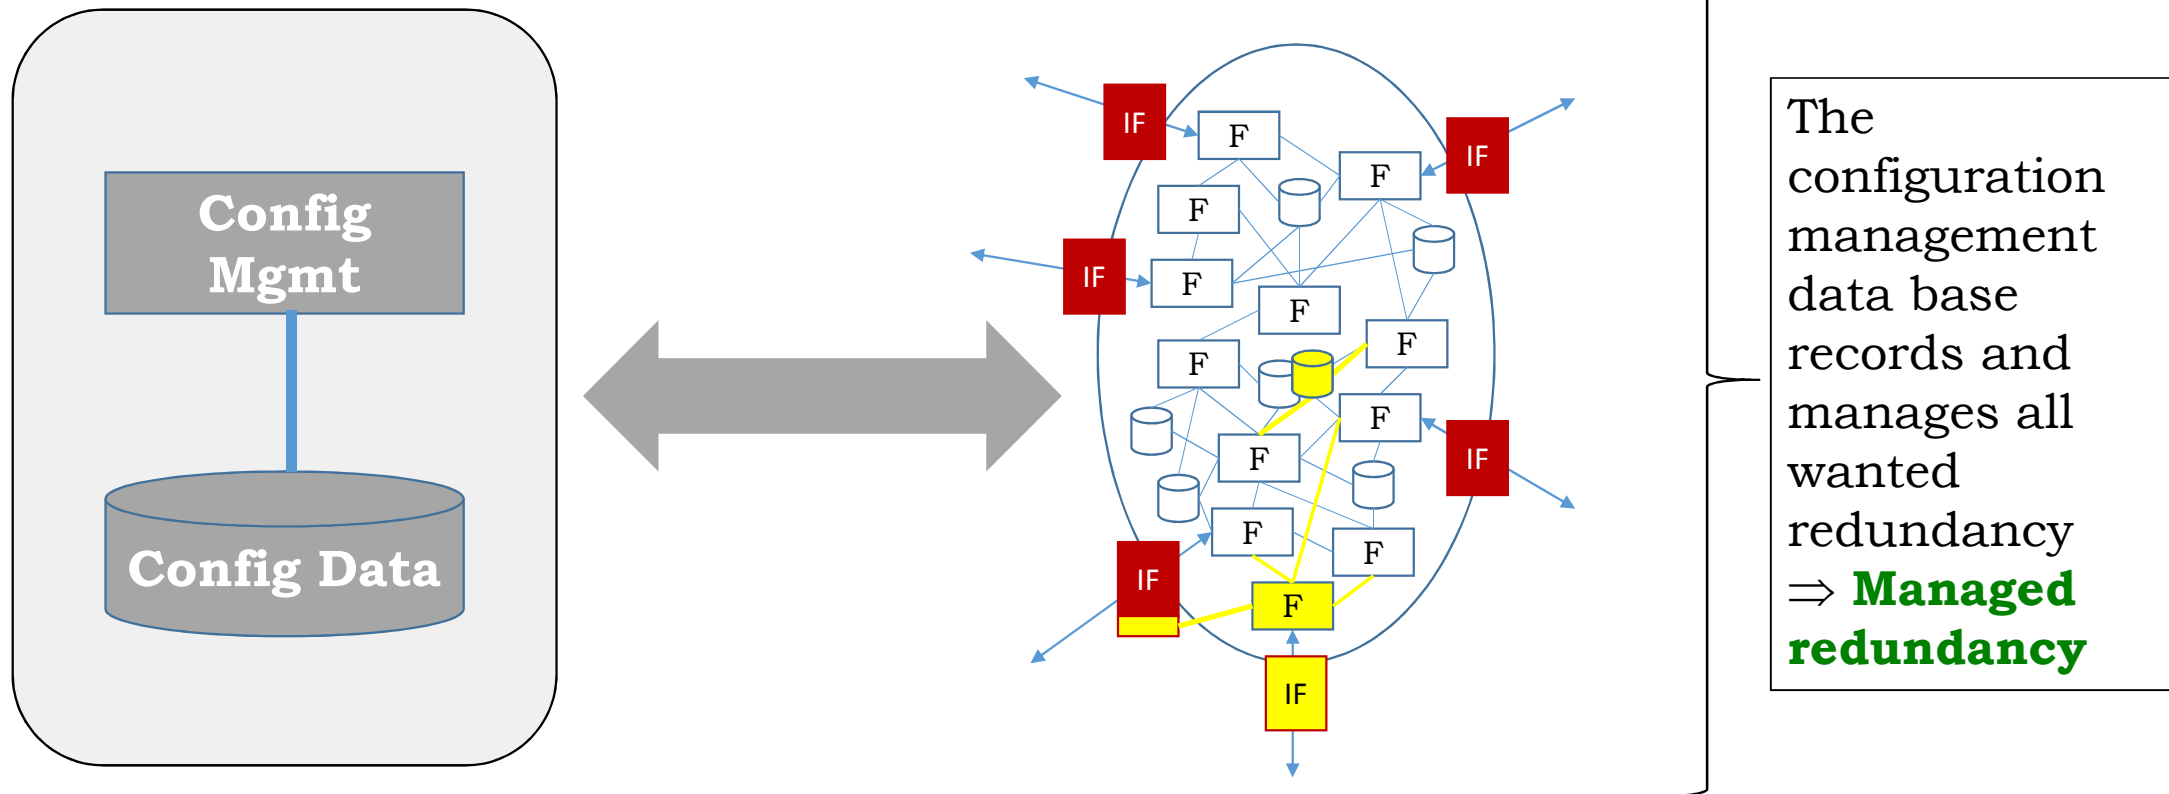 Config
Mgmt
Config Data
IF
F
IF
F
F
IF
F
F
F
F
F
F
IF
F
F
F
IF
F
IF
The
configuration
management
data base
records and
manages all
wanted
redundancy
⇒ Managed
redundancy